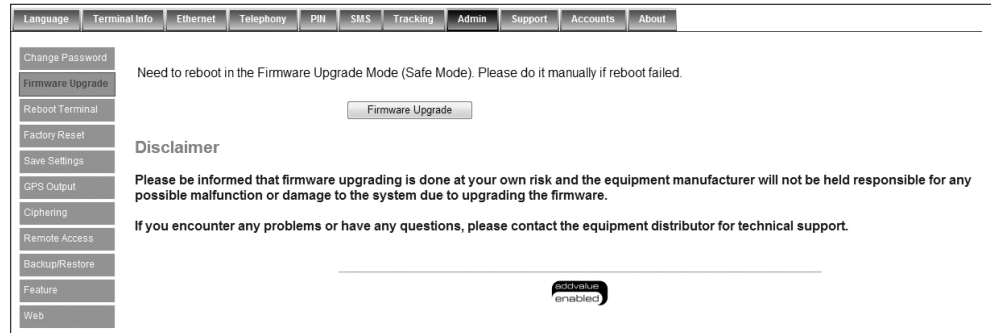 Language Terminal Info Ethernet Telephony PIN SMS Tracking Admin Support Accounts About
Change Password
Firmware Upgrade
Reboot Terminal
Factory Reset
Save Settings
GPS Output
Ciphering
Remote Access
Backup/Restore
Feature
Web
Need to reboot in the Firmware Upgrade Mode (Safe Mode). Please do it manually if reboot failed.
Firmware Upgrade
Disclaimer
Please be informed that firmware upgrading is done at your own risk and the equipment manufacturer will not be held responsible for any
possible malfunction or damage to the system due to upgrading the firmware.
If you encounter any problems or have any questions, please contact the equipment distributor for technical support.
addvalue
enabled